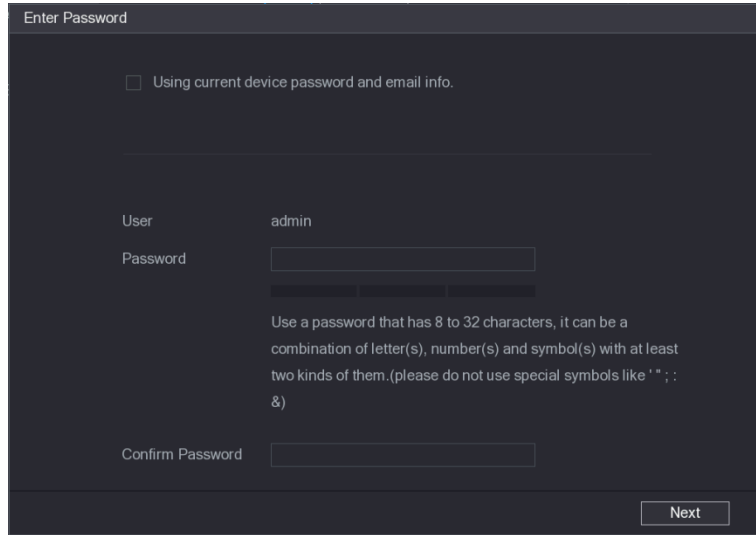 Enter Password
Using current device password and email info.
User admin
Password
Use a password that has 8 to 32 characters, it can be a
combination of letter(s), number(s) and symbol(s) with at least
two kinds of them.(please do not use special symbols like ' " ; :
&)
Confirm Password
Next